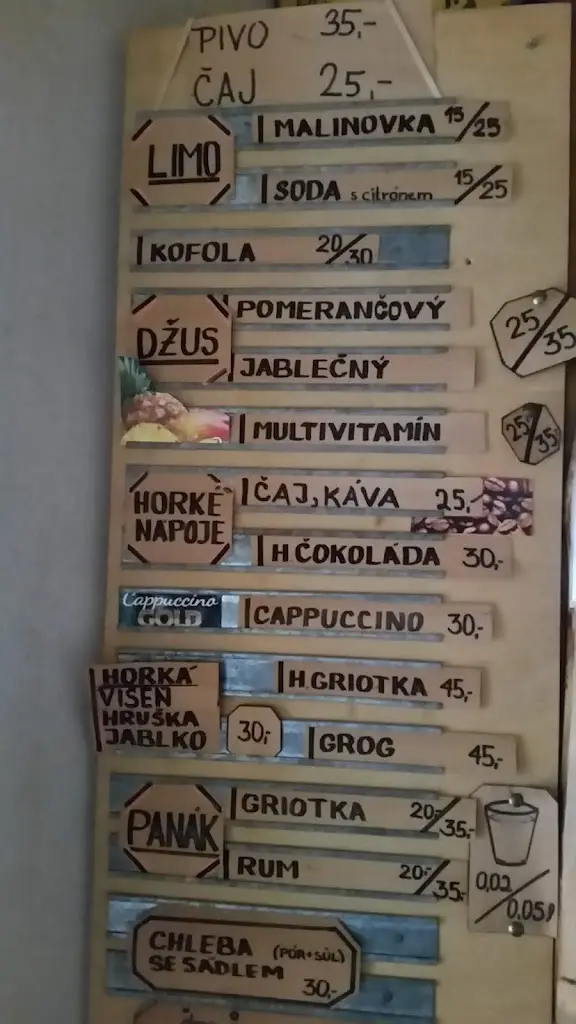 PIVO 35,-
ČAJ 25,-
LIMO
MALINOVKA 15/25
SODA s citrónem 15/25
KOFOLA 20/30
DŽUS
POMERANČOVÝ
JABLEČNÝ
25/35
MULTIVITAMÍN 25/35
HORKÉ
NÁPOJE
ČAJ, KÁVA 25,-
H ČOKOLÁDA 30,-
Cappuccino
GOLD
CAPPUCCINO 30,-
HORKÁ
VIŠEŇ
HRUŠKA
JABLKO
30,-
H.GRIOTKA 45,-
GROG 45,-
PANÁK
GRIOTKA 20,-/35,-
RUM 20,-/35,-
0,02/0,05l
CHLEBA (PÓR+SŮL)
SE SÁDLEM
30,-